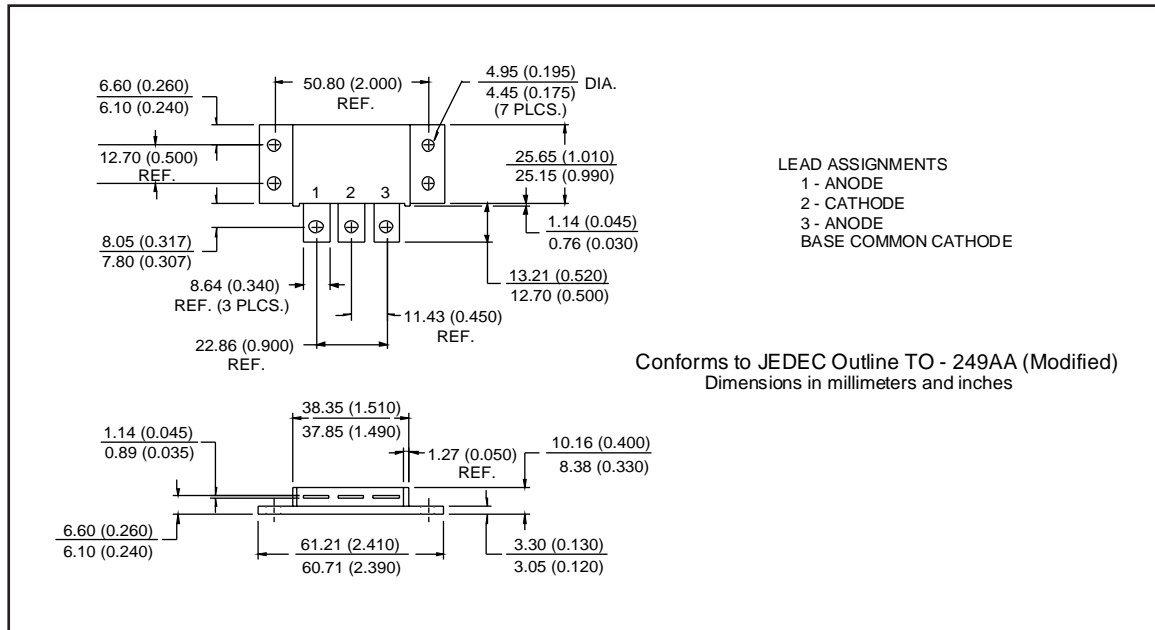 6.60 (0.260)
6.10 (0.240)
50.80 (2.000)
REF.
4.95 (0.195)
4.45 (0.175)
DIA.
(7 PLCS.)
12.70 (0.500)
REF.
25.65 (1.010)
25.15 (0.990)
1 2 3
8.05 (0.317)
7.80 (0.307)
1.14 (0.045)
0.76 (0.030)
8.64 (0.340)
REF. (3 PLCS.)
13.21 (0.520)
12.70 (0.500)
11.43 (0.450)
REF.
22.86 (0.900)
REF.
LEAD ASSIGNMENTS
1 - ANODE
2 - CATHODE
3 - ANODE
BASE COMMON CATHODE
Conforms to JEDEC Outline TO - 249AA (Modified)
Dimensions in millimeters and inches
38.35 (1.510)
37.85 (1.490)
1.14 (0.045)
0.89 (0.035)
1.27 (0.050)
REF.
10.16 (0.400)
8.38 (0.330)
6.60 (0.260)
6.10 (0.240)
61.21 (2.410)
60.71 (2.390)
3.30 (0.130)
3.05 (0.120)